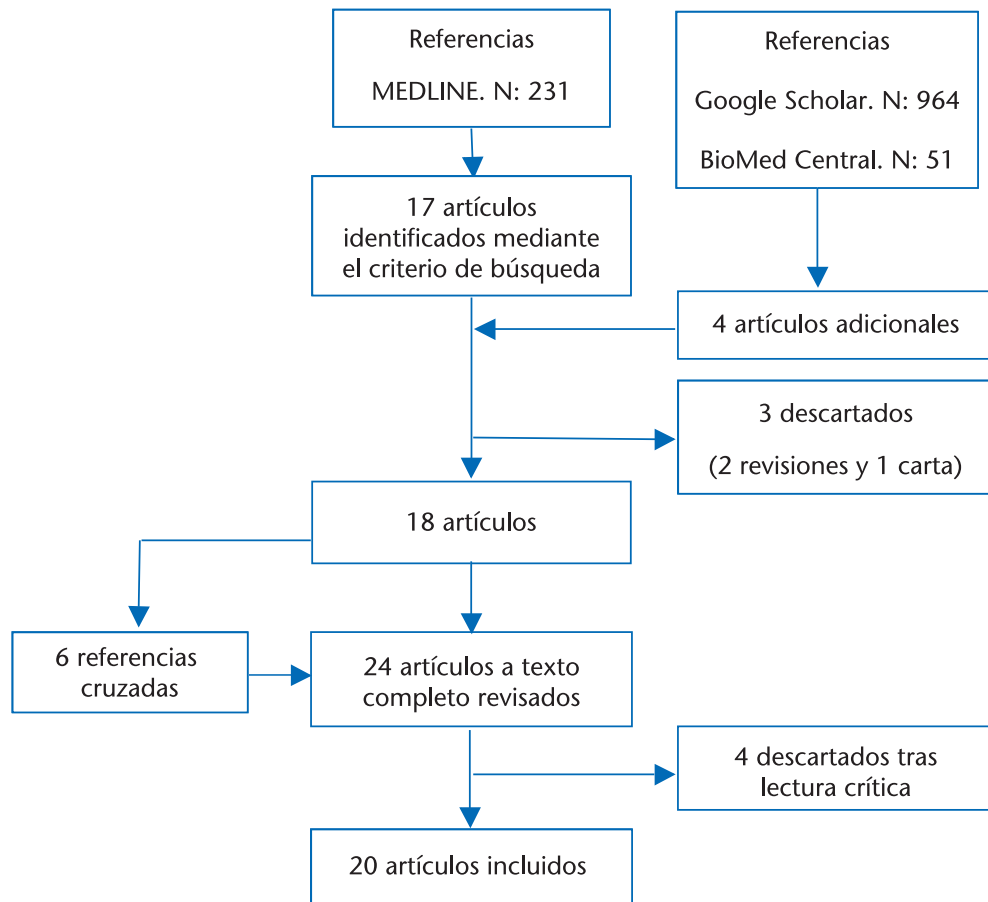 Referencias
MEDLINE. N: 231
Referencias
Google Scholar. N: 964
BioMed Central. N: 51
17 artículos
identificados mediante
el criterio de búsqueda
4 artículos adicionales
3 descartados
(2 revisiones y 1 carta)
18 artículos
6 referencias
cruzadas
24 artículos a texto
completo revisados
4 descartados tras
lectura crítica
20 artículos incluidos